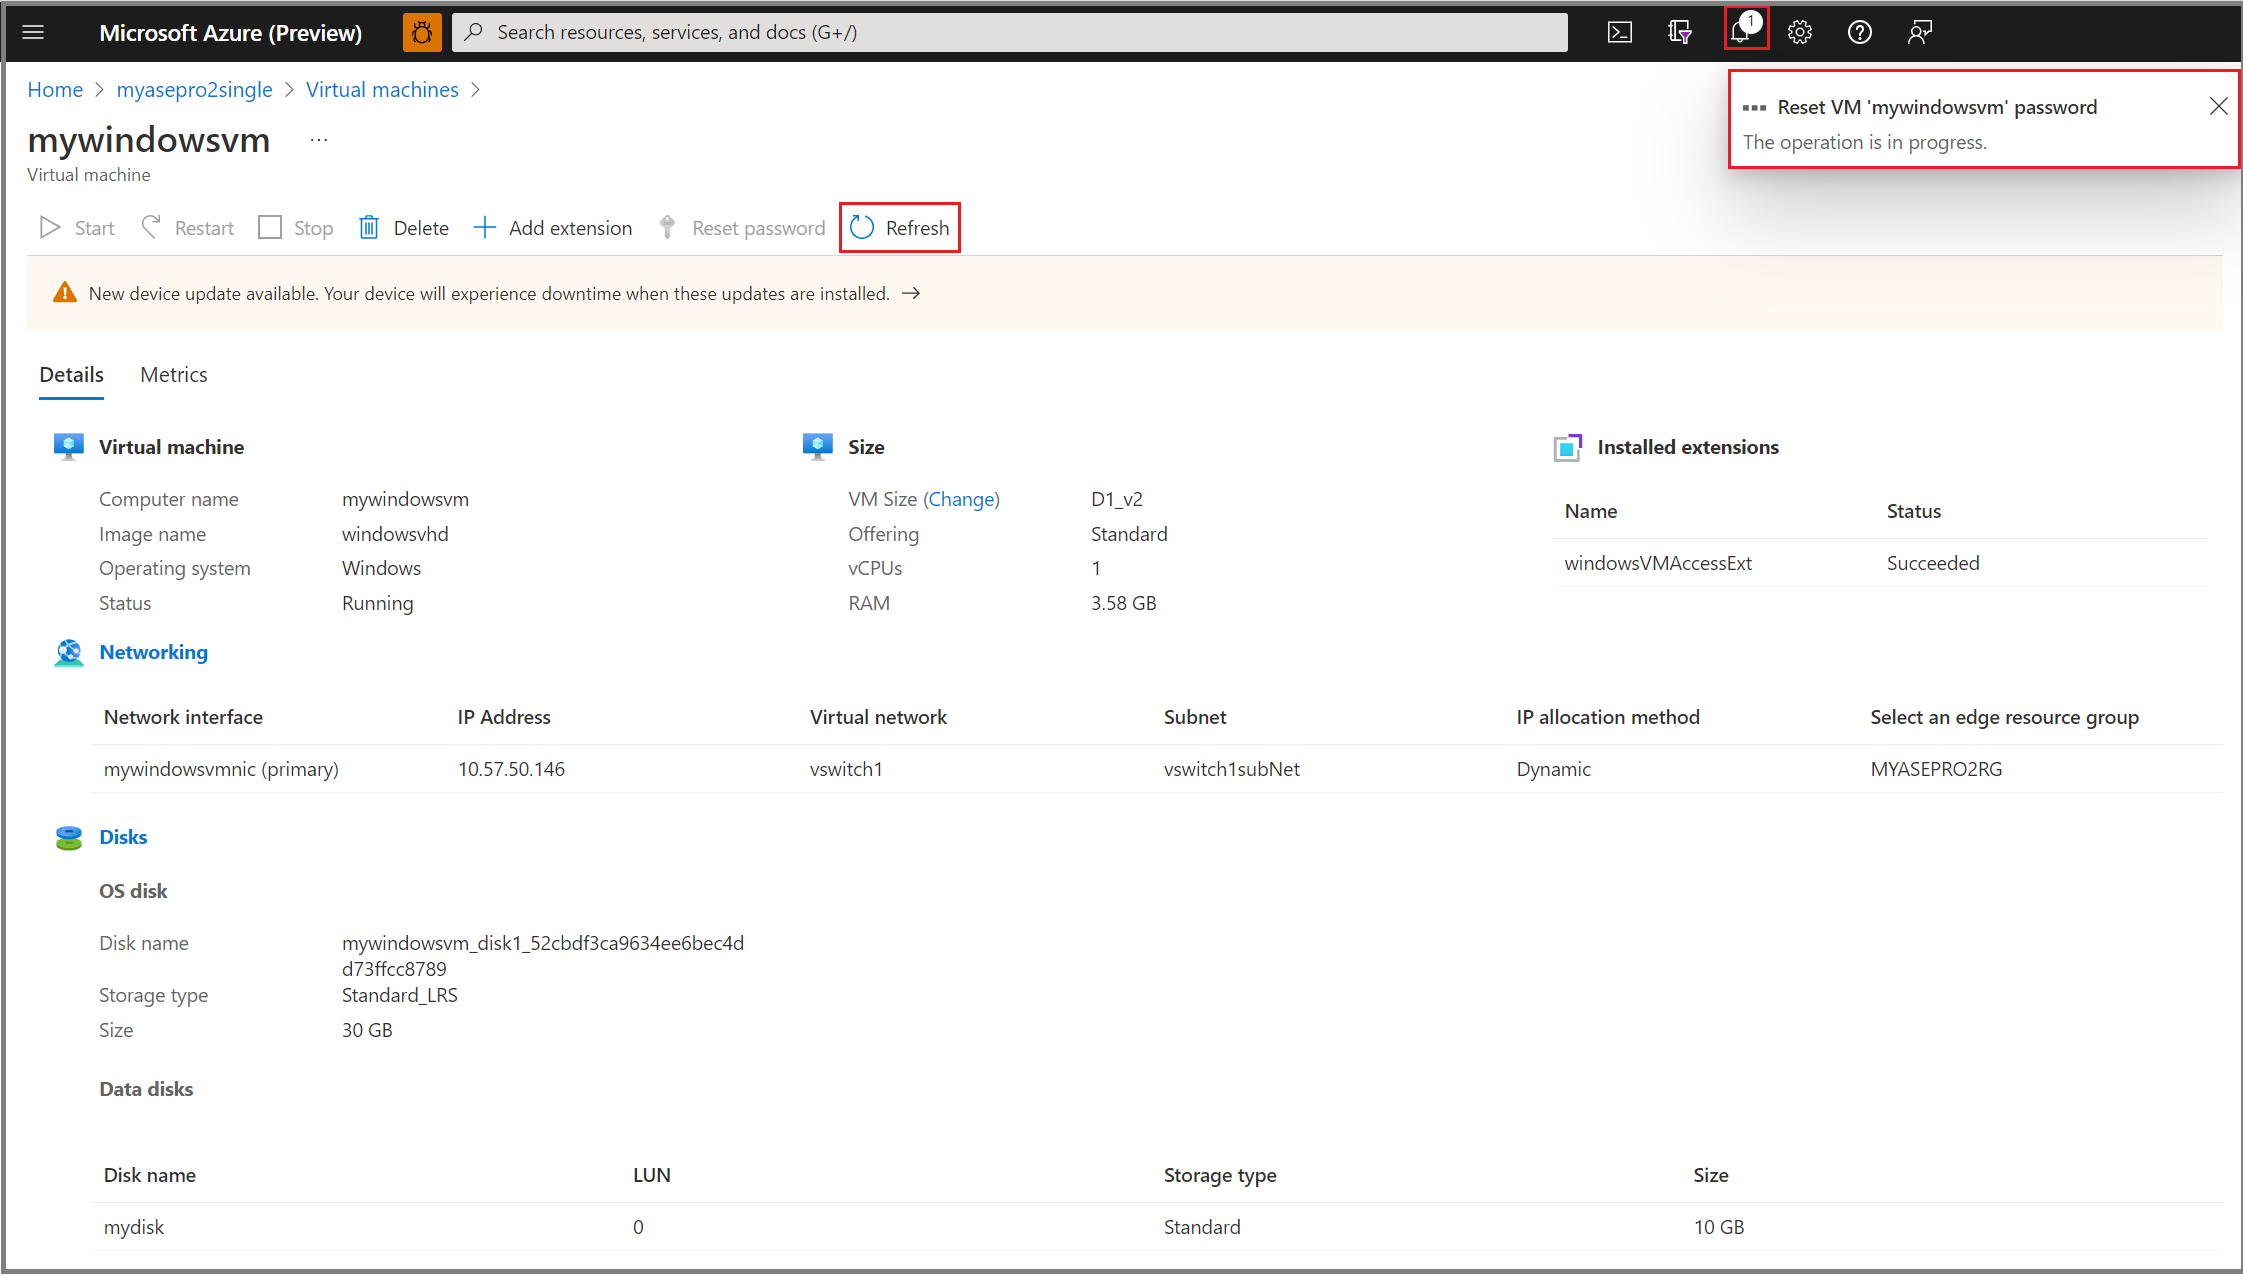 Microsoft Azure (Preview)
Search resources, services, and docs (G+/)
1
Home > myasepro2single > Virtual machines >
Reset VM 'mywindowsvm' password
The operation is in progress.
mywindowsvm ...
Virtual machine
Start Restart Stop Delete Add extension Reset password Refresh
New device update available. Your device will experience downtime when these updates are installed. →
Details Metrics
Virtual machine
Computer name mywindowsvm
Image name windowsvhd
Operating system Windows
Status Running
Size
VM Size (Change) D1_v2
Offering Standard
vCPUs 1
RAM 3.58 GB
Installed extensions
Name Status
windowsVMAccessExt Succeeded
Networking
Network interface IP Address Virtual network Subnet IP allocation method Select an edge resource group
mywindowsvmnic (primary) 10.57.50.146 vswitch1 vswitch1subNet Dynamic MYASEPRO2RG
Disks
OS disk
Disk name mywindowsvm_disk1_52cbdf3ca9634ee6bec4d
d73ffcc8789
Storage type Standard_LRS
Size 30 GB
Data disks
Disk name LUN Storage type Size
mydisk 0 Standard 10 GB